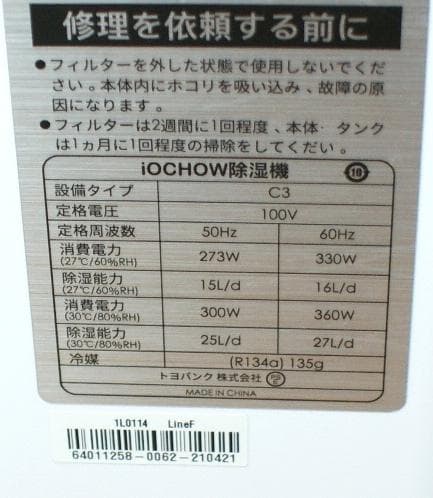 修理を依頼する前に
●フィルターを外した状態で使用しないでくだ
さい。本体内にホコリを吸い込み、故障の原
因になります。
●フィルターは2週間に1回程度、本体・タンク
は1ヵ月に1回程度の掃除をしてください。
iOCHOW除湿機 10
設備タイプ C3
定格電圧 100V
定格周波数 50Hz 60Hz
消費電力 273W 330W
(27℃/60%RH)
除湿能力 15L/d 16L/d
(27℃/60%RH)
消費電力 300W 360W
(30℃/80%RH)
除湿能力 25L/d 27L/d
(30℃/80%RH)
冷媒 (R134a) 135g
トヨバンク株式会社
MADE IN CHINA
1L0114 LineF
64011258-0062-210421